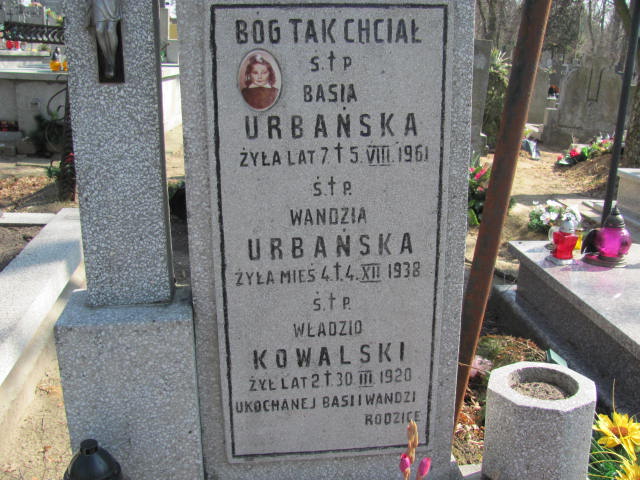 BÓG TAK CHCIAŁ
Ś.†P.
BASIA
URBAŃSKA
ŻYŁA LAT 7.† 5.VIII.1961
Ś.†P.
WANDZIA
URBAŃSKA
ŻYŁA MIEŚ 4.† 4.XII 1938
Ś.†P.
WŁADZIO
KOWALSKI
ŻYŁ LAT 2 † 30.III.1920
UKOCHANEJ BASI I WANDZI
RODZICE